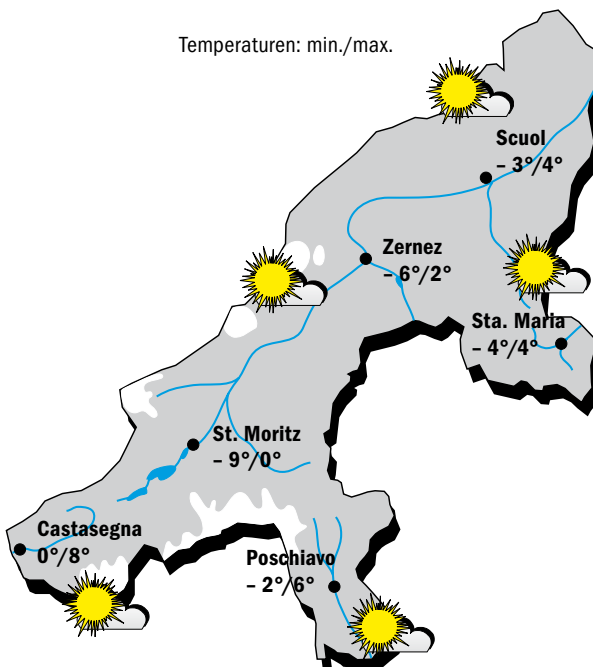 Temperaturen: min./max.
Scuol
– 3°/4°
Zernez
– 6°/2°
Sta. Maria
– 4°/4°
St. Moritz
– 9°/0°
Castasegna
0°/8°
Poschiavo
– 2°/6°